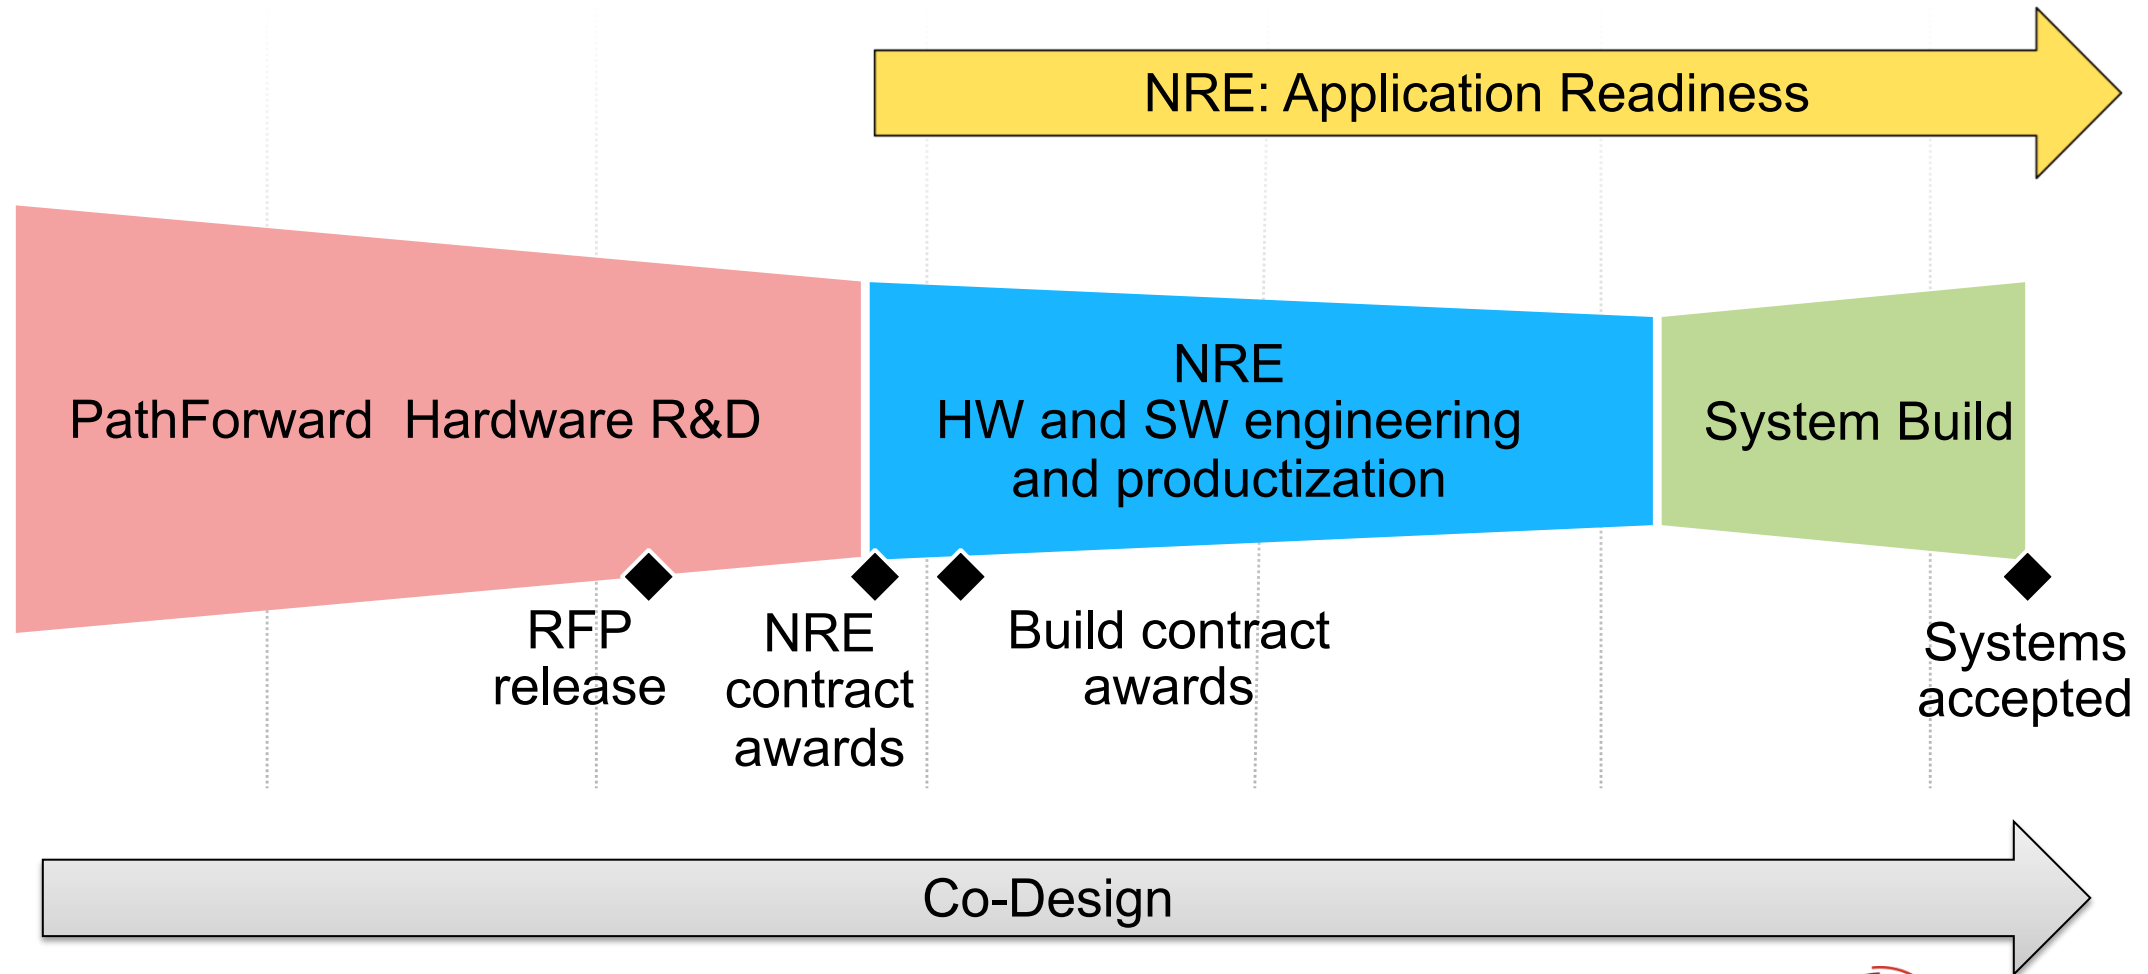 NRE: Application Readiness
PathForward  Hardware R&D
NRE
HW and SW engineering
and productization
System Build
RFP
release
NRE
contract
awards
Build contract
awards
Systems
accepted
Co-Design